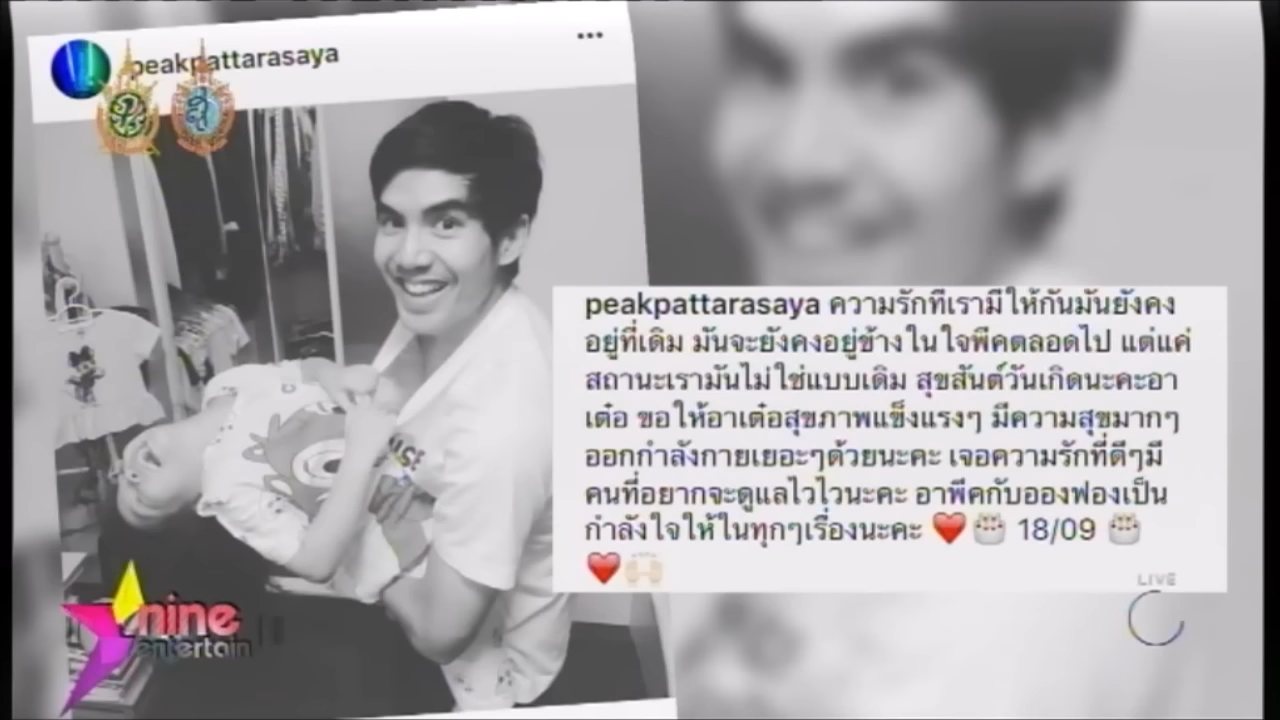 peakpattarasaya
peakpattarasaya ความรักที่เรามีให้กันมันยังคง
อยู่ที่เดิม มันจะยังคงอยู่ข้างในใจพีคตลอดไป แต่แค่
สถานะเรามันไม่ใช่แบบเดิม สุขสันต์วันเกิดนะคะอา
เต๋อ ขอให้อาเต๋อสุขภาพแข็งแรงๆ มีความสุขมากๆ
ออกกำลังกายเยอะๆด้วยนะคะ เจอความรักที่ดีๆมี
คนที่อยากจะดูแลไวไวนะคะ อาพีคกับอองฟองเป็น
กำลังใจให้ในทุกๆเรื่องนะคะ ❤️🎂 18/09 🎂
❤️🙌🏻
LIVE
nine
entertain